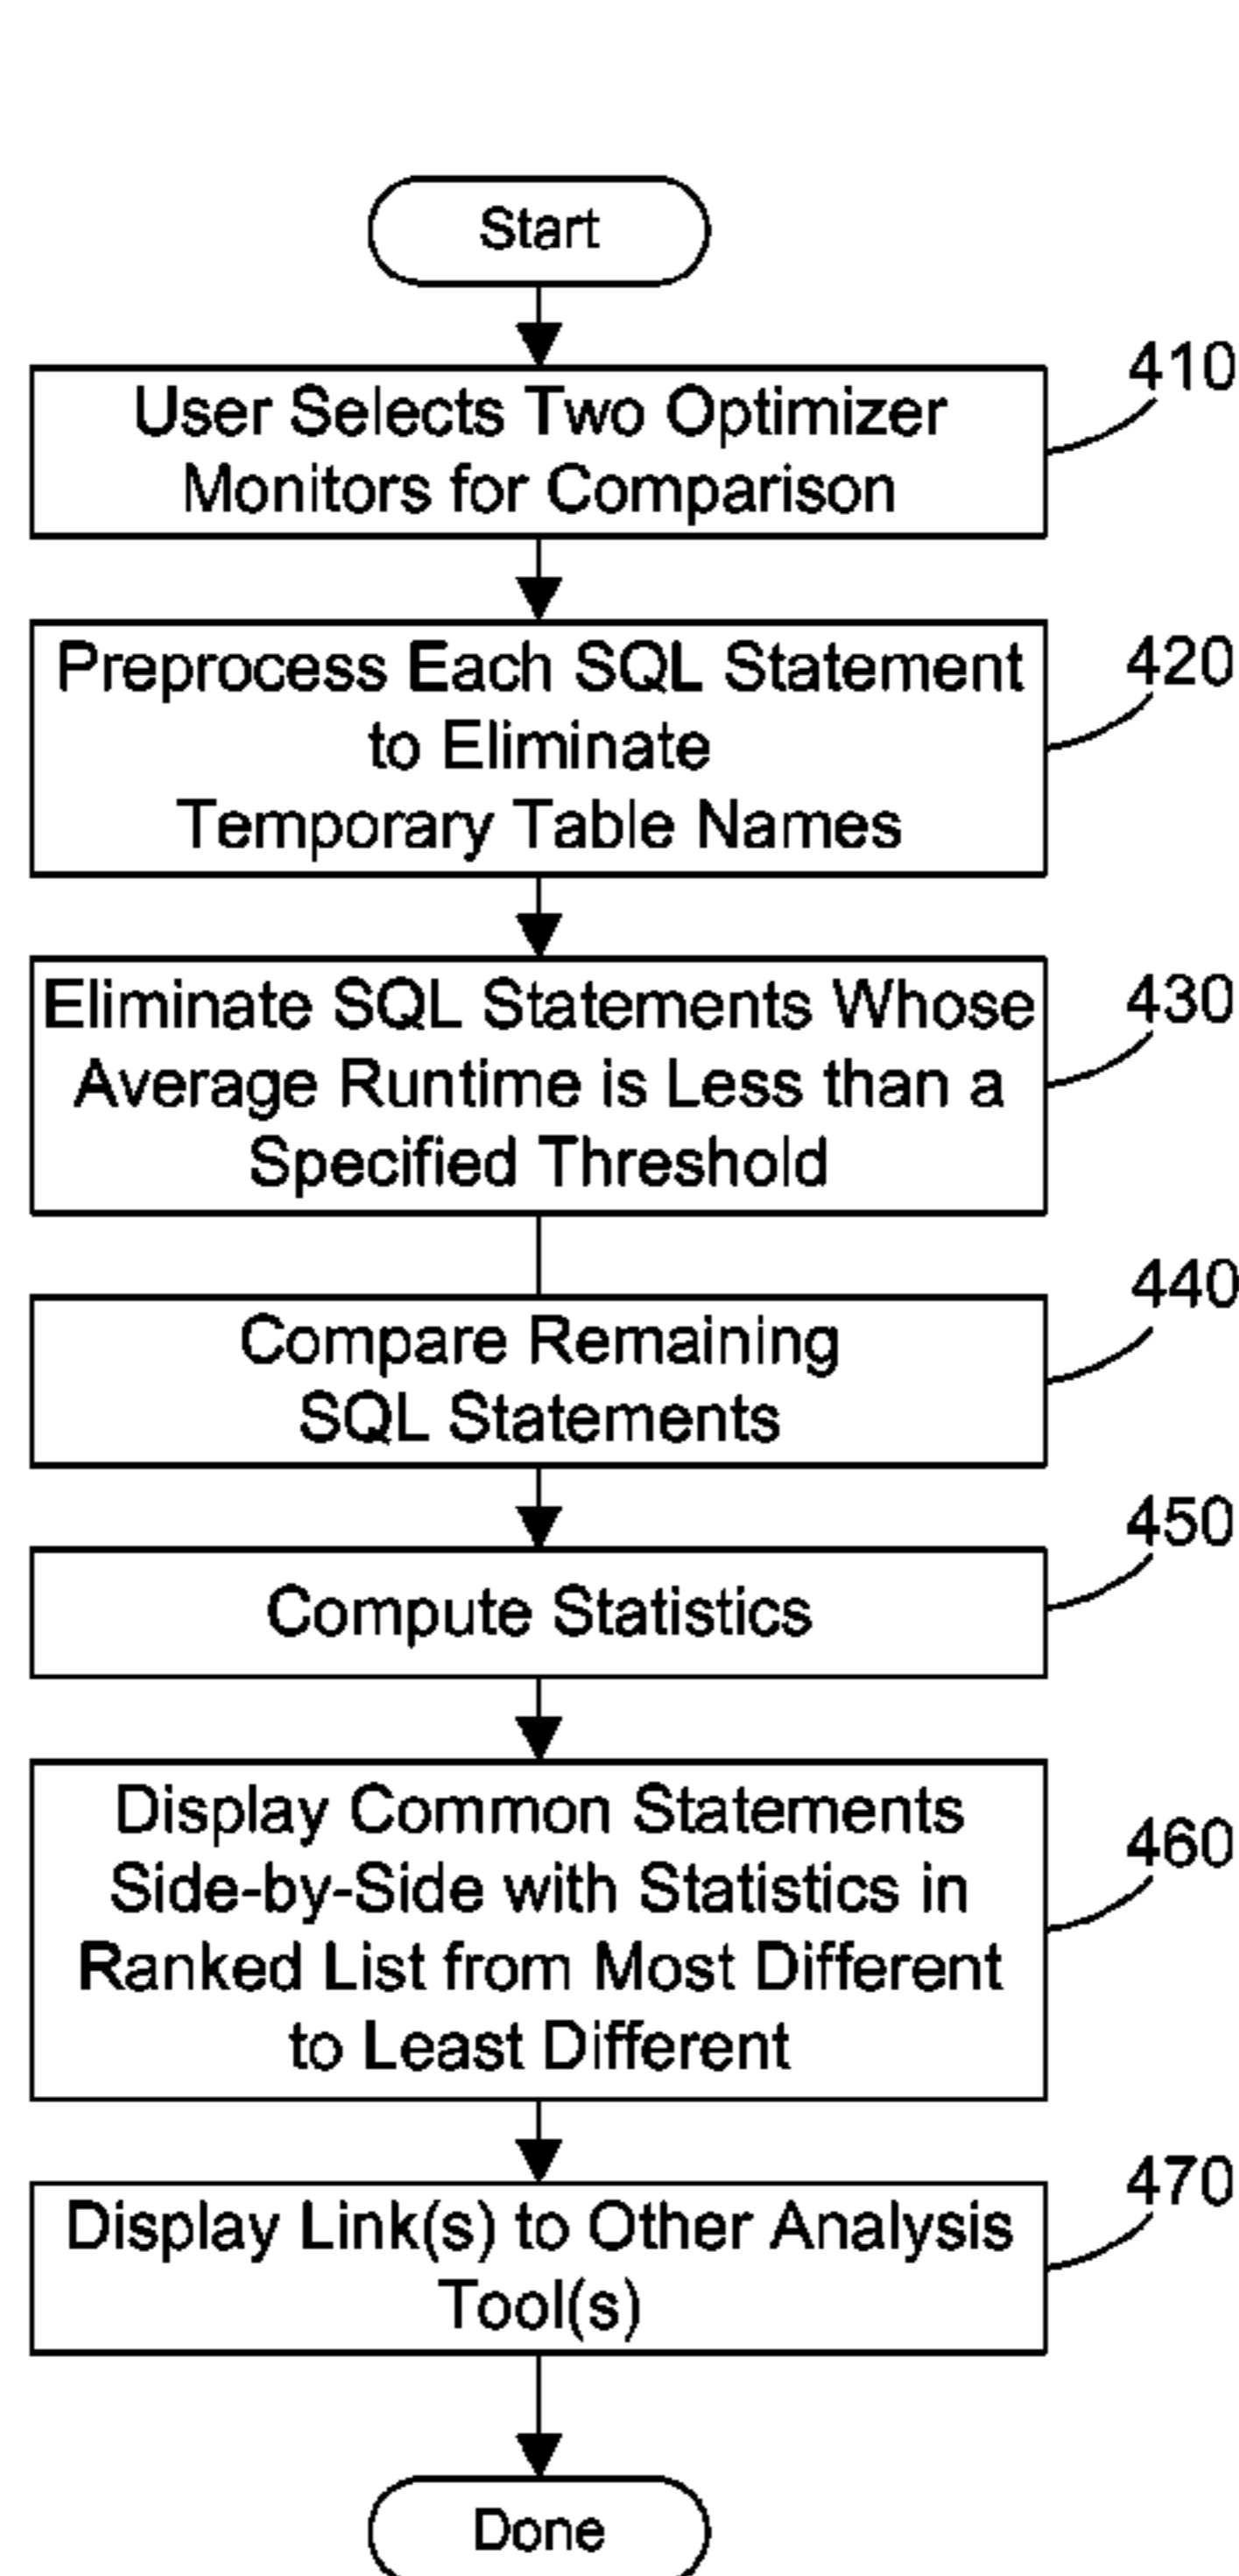 Start
410
User Selects Two Optimizer
Monitors for Comparison
420
Preprocess Each SQL Statement
to Eliminate
Temporary Table Names
430
Eliminate SQL Statements Whose
Average Runtime is Less than a
Specified Threshold
440
Compare Remaining
SQL Statements
450
Compute Statistics
460
Display Common Statements
Side-by-Side with Statistics in
Ranked List from Most Different
to Least Different
470
Display Link(s) to Other Analysis
Tool(s)
Done